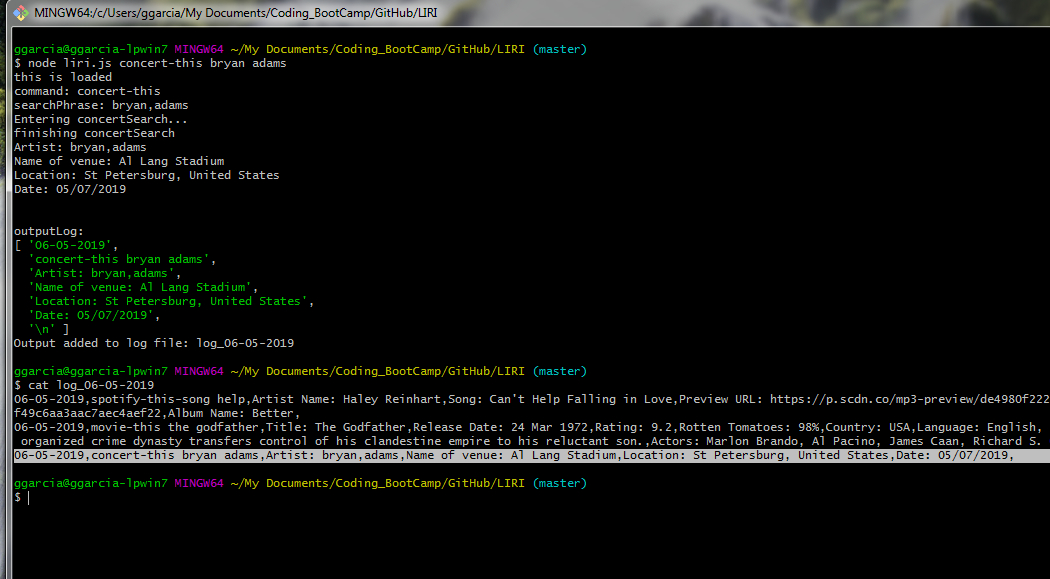 MINGW64:/c/Users/ggarcia/My Documents/Coding_BootCamp/GitHub/LIRI
ggarcia@ggarcia-lpwin7 MINGW64 ~/My Documents/Coding_BootCamp/GitHub/LIRI (master)
$ node liri.js concert-this bryan adams
this is loaded
command: concert-this
searchPhrase: bryan,adams
Entering concertSearch...
finishing concertSearch
Artist: bryan,adams
Name of venue: Al Lang Stadium
Location: St Petersburg, United States
Date: 05/07/2019
outputLog:
[ '06-05-2019',
  'concert-this bryan adams',
  'Artist: bryan,adams',
  'Name of venue: Al Lang Stadium',
  'Location: St Petersburg, United States',
  'Date: 05/07/2019',
  '\n' ]
Output added to log file: log_06-05-2019
ggarcia@ggarcia-lpwin7 MINGW64 ~/My Documents/Coding_BootCamp/GitHub/LIRI (master)
$ cat log_06-05-2019
06-05-2019,spotify-this-song help,Artist Name: Haley Reinhart,Song: Can't Help Falling in Love,Preview URL: https://p.scdn.co/mp3-preview/de4980f222
f49c6aa3aac7aec4aef22,Album Name: Better,
06-05-2019,movie-this the godfather,Title: The Godfather,Release Date: 24 Mar 1972,Rating: 9.2,Rotten Tomatoes: 98%,Country: USA,Language: English,
 organized crime dynasty transfers control of his clandestine empire to his reluctant son.,Actors: Marlon Brando, Al Pacino, James Caan, Richard S.
06-05-2019,concert-this bryan adams,Artist: bryan,adams,Name of venue: Al Lang Stadium,Location: St Petersburg, United States,Date: 05/07/2019,
ggarcia@ggarcia-lpwin7 MINGW64 ~/My Documents/Coding_BootCamp/GitHub/LIRI (master)
$